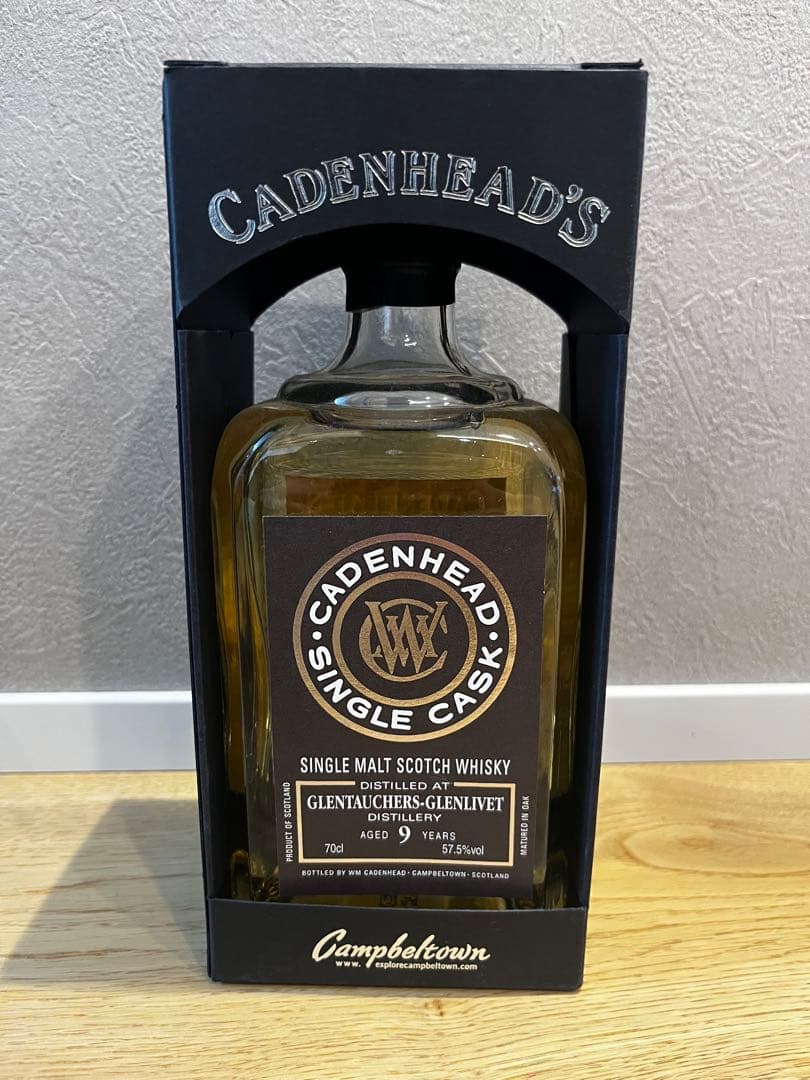 CADENHEAD'S
CADENHEAD
WMC
· SINGLE CASK ·
SINGLE MALT SCOTCH WHISKY
DISTILLED AT
GLENTAUCHERS-GLENLIVET
DISTILLERY
AGED 9 YEARS
70cl 57.5%vol
PRODUCT OF SCOTLAND
MATURED IN OAK
BOTTLED BY WM CADENHEAD · CAMPBELTOWN · SCOTLAND
Campbeltown
www. explorecampbeltown.com